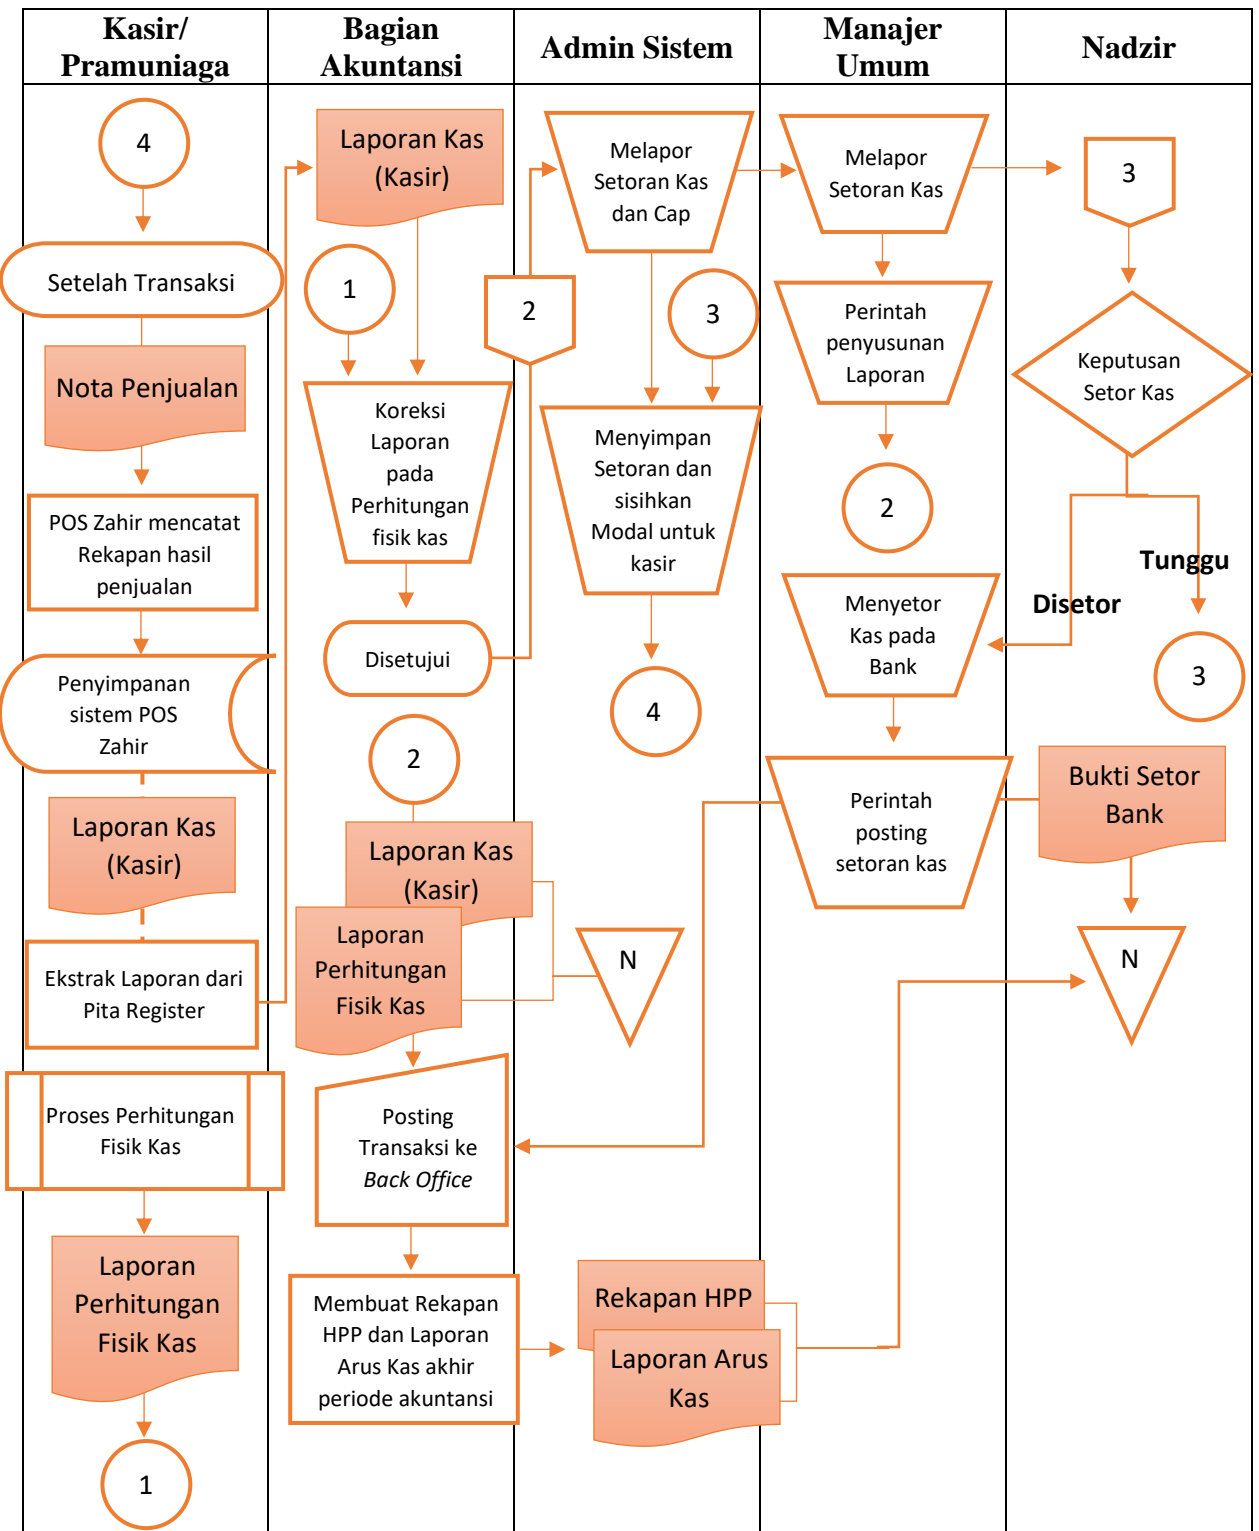 Kasir/
Pramuniaga
Bagian
Akuntansi
Admin Sistem
Manajer
Umum
Nadzir
4
Setelah Transaksi
Nota Penjualan
POS Zahir mencatat
Rekapan hasil
penjualan
Penyimpanan
sistem POS
Zahir
Laporan Kas
(Kasir)
Ekstrak Laporan dari
Pita Register
Proses Perhitungan
Fisik Kas
Laporan
Perhitungan
Fisik Kas
1
Laporan Kas
(Kasir)
1
Koreksi
Laporan
pada
Perhitungan
fisik kas
Disetujui
2
2
Laporan Kas
(Kasir)
Laporan
Perhitungan
Fisik Kas
Posting
Transaksi ke
Back Office
Membuat Rekapan
HPP dan Laporan
Arus Kas akhir
periode akuntansi
Melapor
Setoran Kas
dan Cap
3
Menyimpan
Setoran dan
sisihkan
Modal untuk
kasir
4
N
Rekapan HPP
Laporan Arus
Kas
Melapor
Setoran Kas
Perintah
penyusunan
Laporan
2
Menyetor
Kas pada
Bank
Perintah
posting
setoran kas
3
Keputusan
Setor Kas
Tunggu
Disetor
3
Bukti Setor
Bank
N